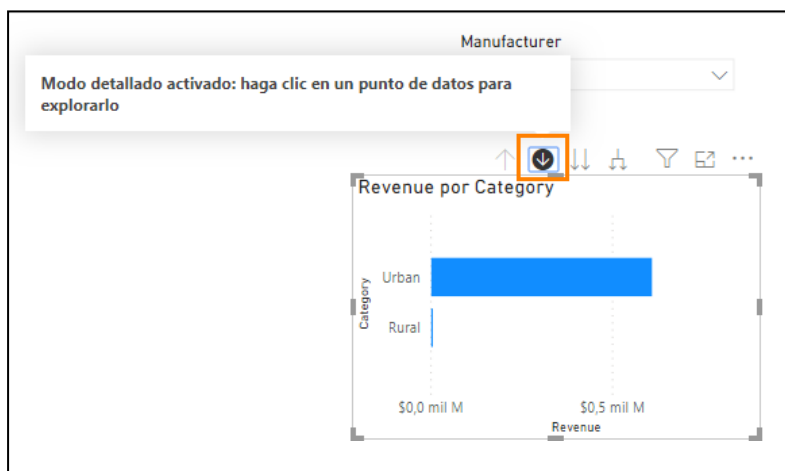 Manufacturer
Modo detallado activado: haga clic en un punto de datos para
explorarlo
Revenue por Category
Category
Urban
Rural
$0,0 mil M
$0,5 mil M
Revenue